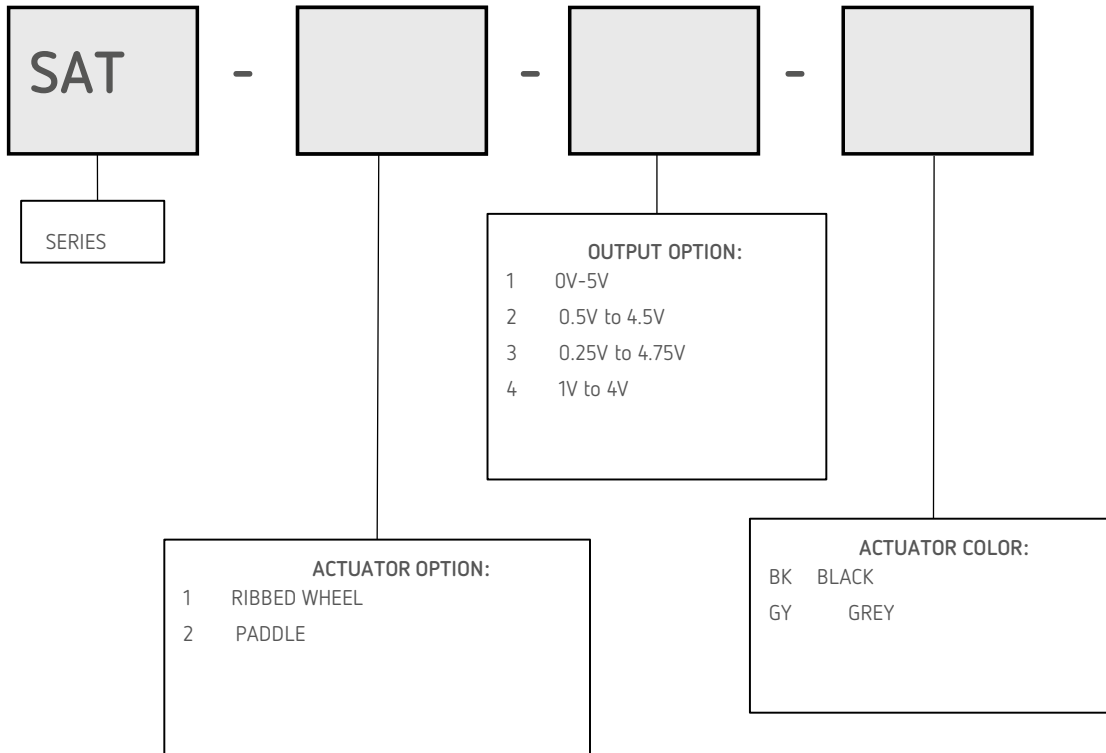 SAT - - -
SERIES
OUTPUT OPTION:
1 0V-5V
2 0.5V to 4.5V
3 0.25V to 4.75V
4 1V to 4V
ACTUATOR OPTION:
1 RIBBED WHEEL
2 PADDLE
ACTUATOR COLOR:
BK BLACK
GY GREY